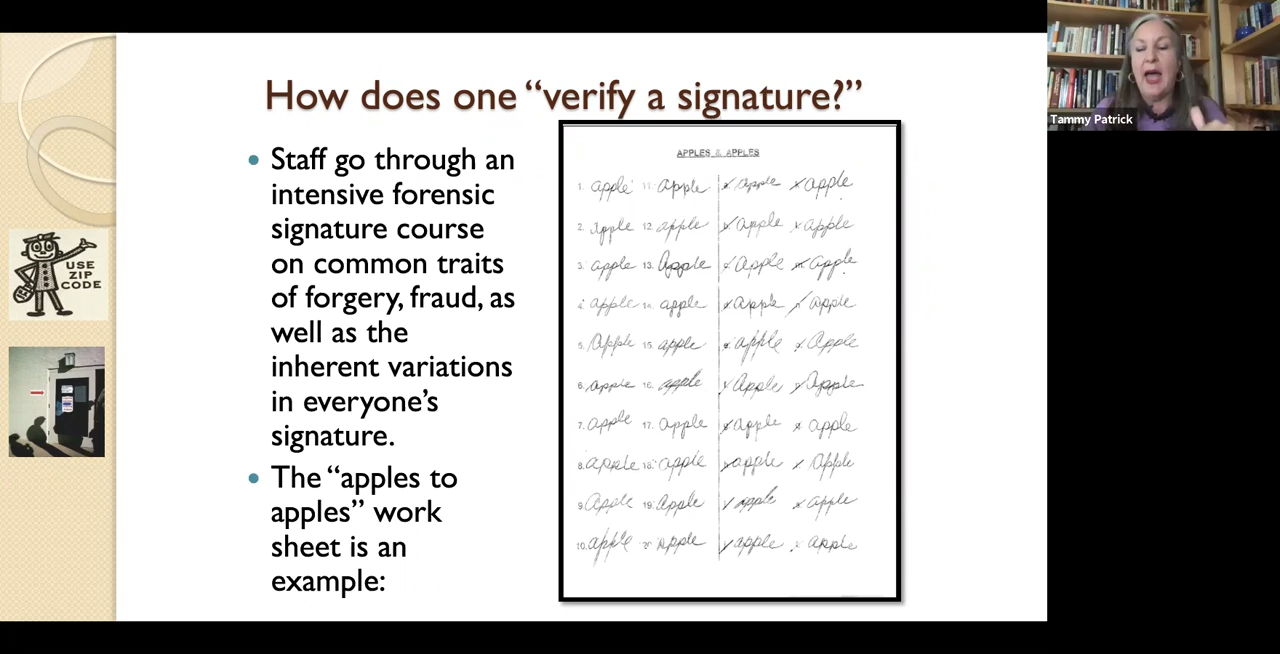 How does one “verify a signature?”
Tammy Patrick
• Staff go through an
intensive forensic
signature course
on common traits
of forgery, fraud, as
well as the
inherent variations
in everyone’s
signature.
• The “apples to
apples” work
sheet is an
example:
USE
ZIP
CODE
APPLES & APPLES
1. apple 11. apple apple apple
2. apple 12. apple apple apple
3. apple 13. Apple apple apple
apple apple apple apple
5. Apple 15. apple apple Apple
6. apple 16. apple Apple Apple
7. apple 17. apple apple apple
8. apple 18. apple apple Apple
9. Apple 19. Apple apple apple
10. apple 20. Apple apple apple